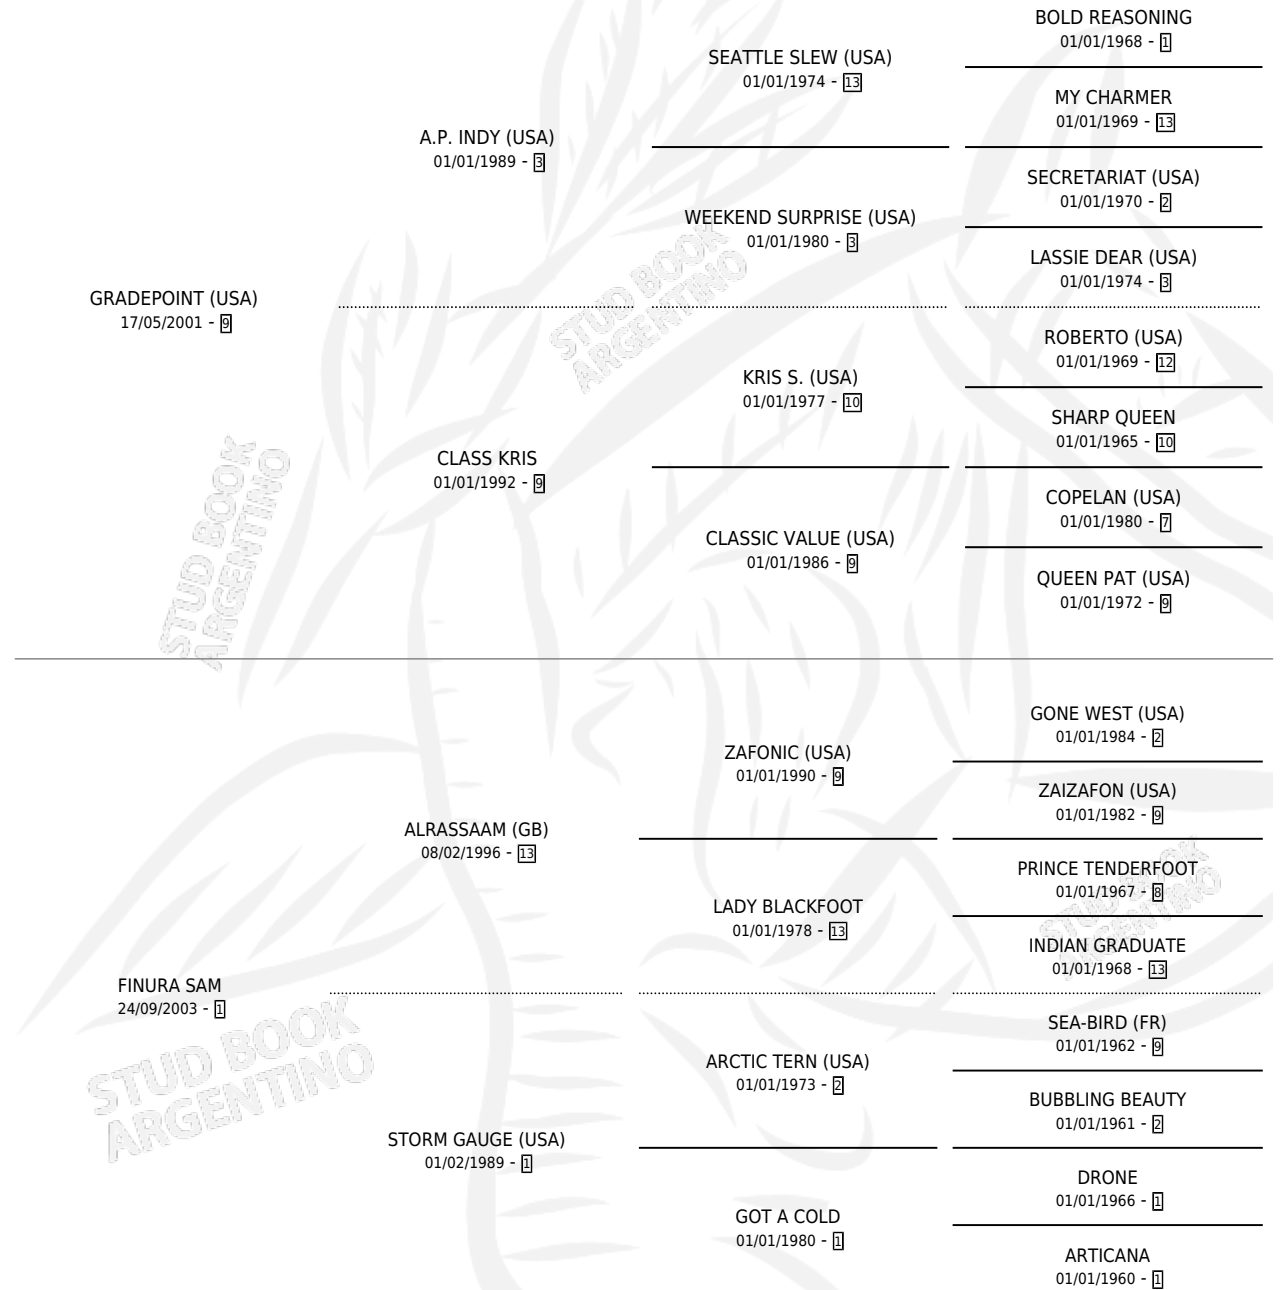 BOLD REASONING
01/01/1968 - 1
SEATTLE SLEW (USA)
01/01/1974 - 13
MY CHARMER
01/01/1969 - 13
A.P. INDY (USA)
01/01/1989 - 3
SECRETARIAT (USA)
01/01/1970 - 2
WEEKEND SURPRISE (USA)
01/01/1980 - 3
LASSIE DEAR (USA)
01/01/1974 - 3
GRADEPOINT (USA)
17/05/2001 - 9
ROBERTO (USA)
01/01/1969 - 12
KRIS S. (USA)
01/01/1977 - 10
SHARP QUEEN
01/01/1965 - 10
CLASS KRIS
01/01/1992 - 9
COPELAN (USA)
01/01/1980 - 7
CLASSIC VALUE (USA)
01/01/1986 - 9
QUEEN PAT (USA)
01/01/1972 - 9
GONE WEST (USA)
01/01/1984 - 2
ZAFONIC (USA)
01/01/1990 - 9
ZAIZAFON (USA)
01/01/1982 - 9
ALRASSAAM (GB)
08/02/1996 - 13
PRINCE TENDERFOOT
01/01/1967 - 8
LADY BLACKFOOT
01/01/1978 - 13
INDIAN GRADUATE
01/01/1968 - 13
FINURA SAM
24/09/2003 - 1
SEA-BIRD (FR)
01/01/1962 - 9
ARCTIC TERN (USA)
01/01/1973 - 2
BUBBLING BEAUTY
01/01/1961 - 2
STORM GAUGE (USA)
01/02/1989 - 1
DRONE
01/01/1966 - 1
GOT A COLD
01/01/1980 - 1
ARTICANA
01/01/1960 - 1
STUD BOOK
ARGENTINO
STUD BOOK
ARGENTINO
STUD BOOK
ARGENTINO
STUD BOOK
ARGENTINO